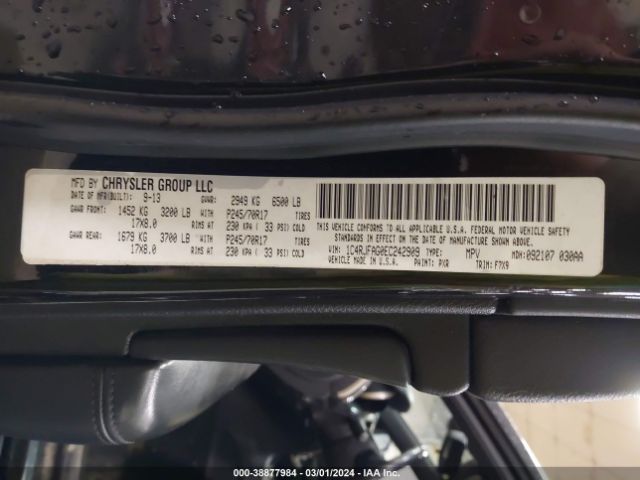 MFD BY CHRYSLER GROUP LLC
DATE OF MFR(BUILT): 9-13 GVWR: 2949 KG 6500 LB
GAWR FRONT: 1452 KG 3200 LB WITH P245/70R17 TIRES
17X8.0 RIMS AT 230 KPA ( 33 PSI) COLD
GAWR REAR: 1679 KG 3700 LB WITH P245/70R17 TIRES
17X8.0 RIMS AT 230 KPA ( 33 PSI) COLD
THIS VEHICLE CONFORMS TO ALL APPLICABLE U.S.A. FEDERAL MOTOR VEHICLE SAFETY
STANDARDS IN EFFECT ON THE DATE OF MANUFACTURE SHOWN ABOVE.
VIN: 1C4RJFAG0EC242909 TYPE: MPV MDH: 092107 030AA
VEHICLE MADE IN U.S.A. PAINT: PXR TRIM: F7X9
000-38877984 - 03/01/2024 - IAA Inc.